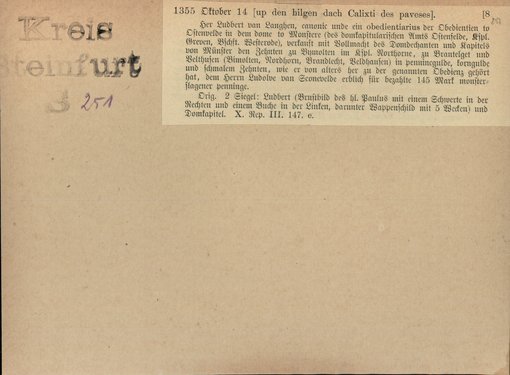 Kreis
Steinfurt
251
1355 Oktober 14 [up den hilgen dach Calixti des paveses]. [8
Her Ludbert van Langhen, canonic unde ein obedientiarius der Obedientien to
Ostenvelde in dem dome to Monstere (des domkapitularischen Amts Ostenfelde, Kspl.
Greven, Bschft. Westerode), verkauft mit Vollmacht des Domdechanten und Kapitels
von Münster den Zehnten zu Bymolten im Kspl. Northorne, zu Brantelget und
Velthusen (Bimolten, Nordhorn, Brandlecht, Veldhausen) in penninegulde, korngulde
und schmalem Zehnten, wie er von alters her zu der genannten Obedienz gehört
hat, dem Herrn Ludolve van Scenevelde erblich für bezahlte 145 Mark monster-
slagener penninge.
Orig. 2 Siegel: Ludbert (Brustbild des hl. Paulus mit einem Schwerte in der
Rechten und einem Buche in der Linken, darunter Wappenschild mit 5 Wecken) und
Domkapitel. X. Rep. III. 147. e.